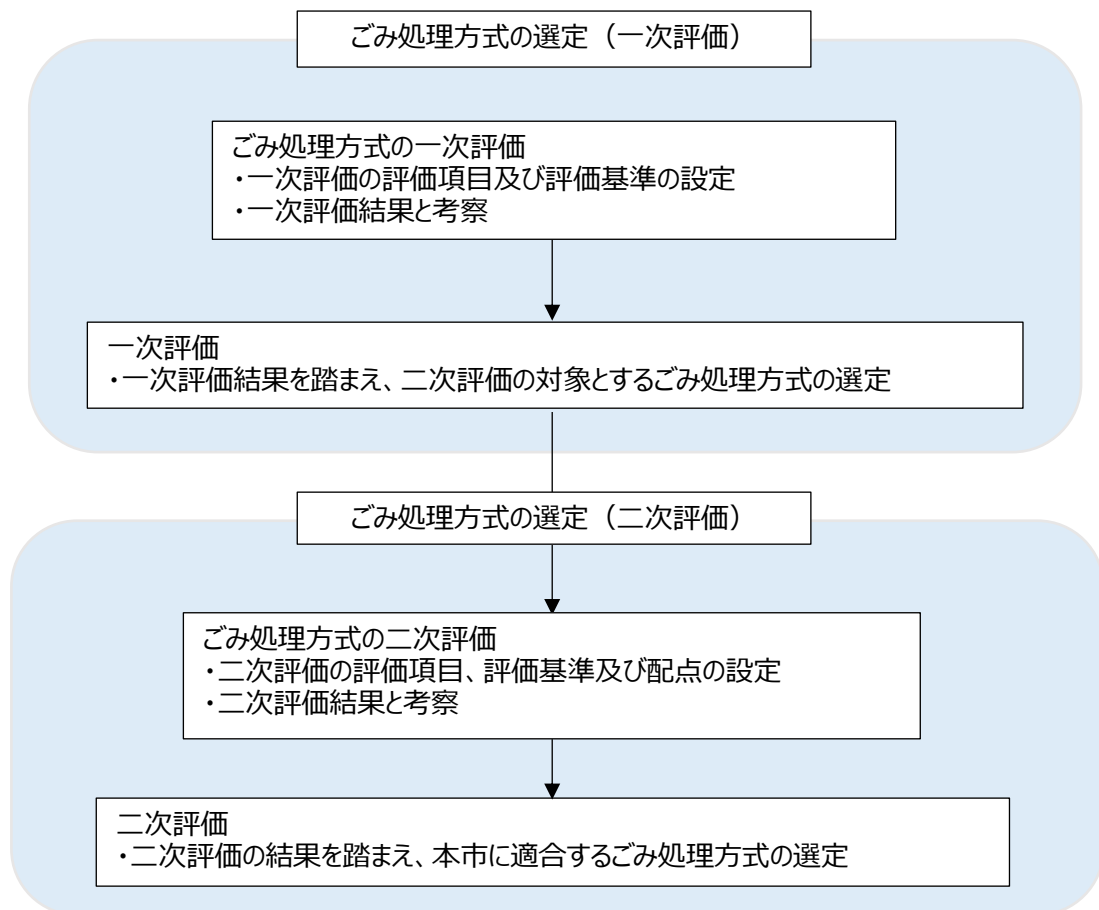 ごみ処理方式の選定（一次評価）
ごみ処理方式の一次評価
・一次評価の評価項目及び評価基準の設定
・一次評価結果と考察
一次評価
・一次評価結果を踏まえ、二次評価の対象とするごみ処理方式の選定
ごみ処理方式の選定（二次評価）
ごみ処理方式の二次評価
・二次評価の評価項目、評価基準及び配点の設定
・二次評価結果と考察
二次評価
・二次評価の結果を踏まえ、本市に適合するごみ処理方式の選定